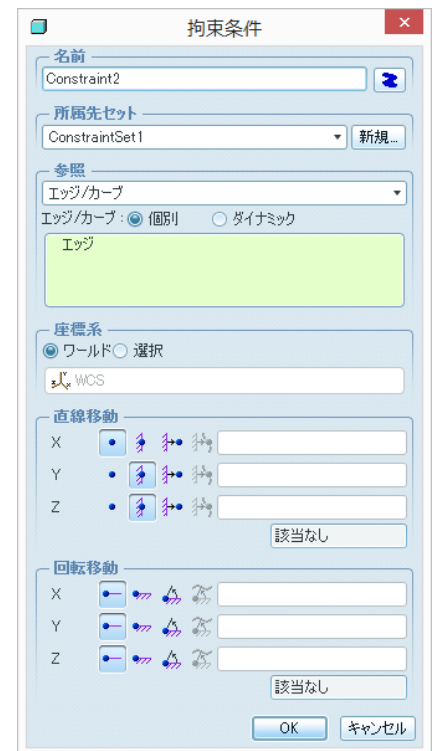 拘束条件
名前
Constraint2
所属先セット
ConstraintSet1
新規...
参照
エッジ/カーブ
エッジ/カーブ : 個別 ダイナミック
エッジ
座標系
ワールド 選択
WCS
直線移動
X
Y
Z
該当なし
回転移動
X
Y
Z
該当なし
OK キャンセル